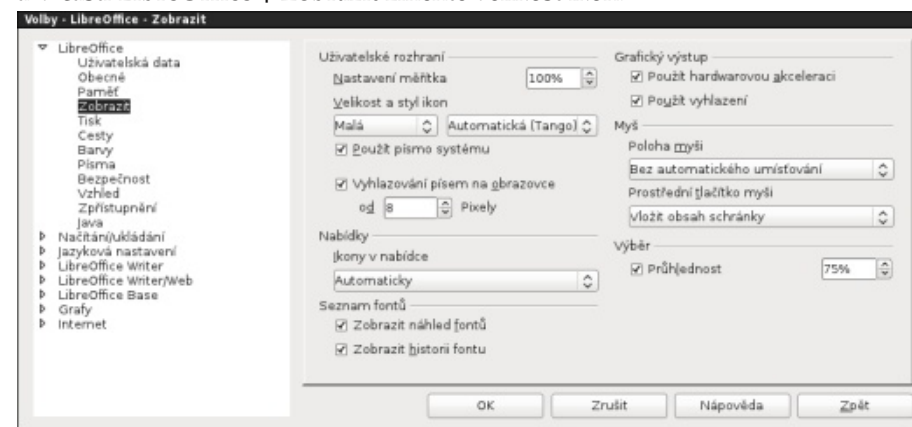 Volby - LibreOffice - Zobrazit
LibreOffice
Uživatelská data
Obecné
Paměť
Zobrazit
Tisk
Cesty
Barvy
Písma
Bezpečnost
Vzhled
Zpřístupnění
Java
Načítání/ukládání
Jazyková nastavení
LibreOffice Writer
LibreOffice Writer/Web
LibreOffice Base
Grafy
Internet
Uživatelské rozhraní
Nastavení měřítka 100%
Velikost a styl ikon
Malá Automatická (Tango)
Použít písmo systému
Vyhlazování písem na obrazovce
od 8 Pixely
Nabídky
Ikony v nabídce
Automaticky
Seznam fontů
Zobrazit náhled fontů
Zobrazit historii fontu
Grafický výstup
Použít hardwarovou akceleraci
Použít vyhlazení
Myš
Poloha myši
Bez automatického umísťování
Prostřední tlačítko myši
Vložit obsah schránky
Výběr
Průhlednost 75%
OK Zrušit Nápověda Zpět